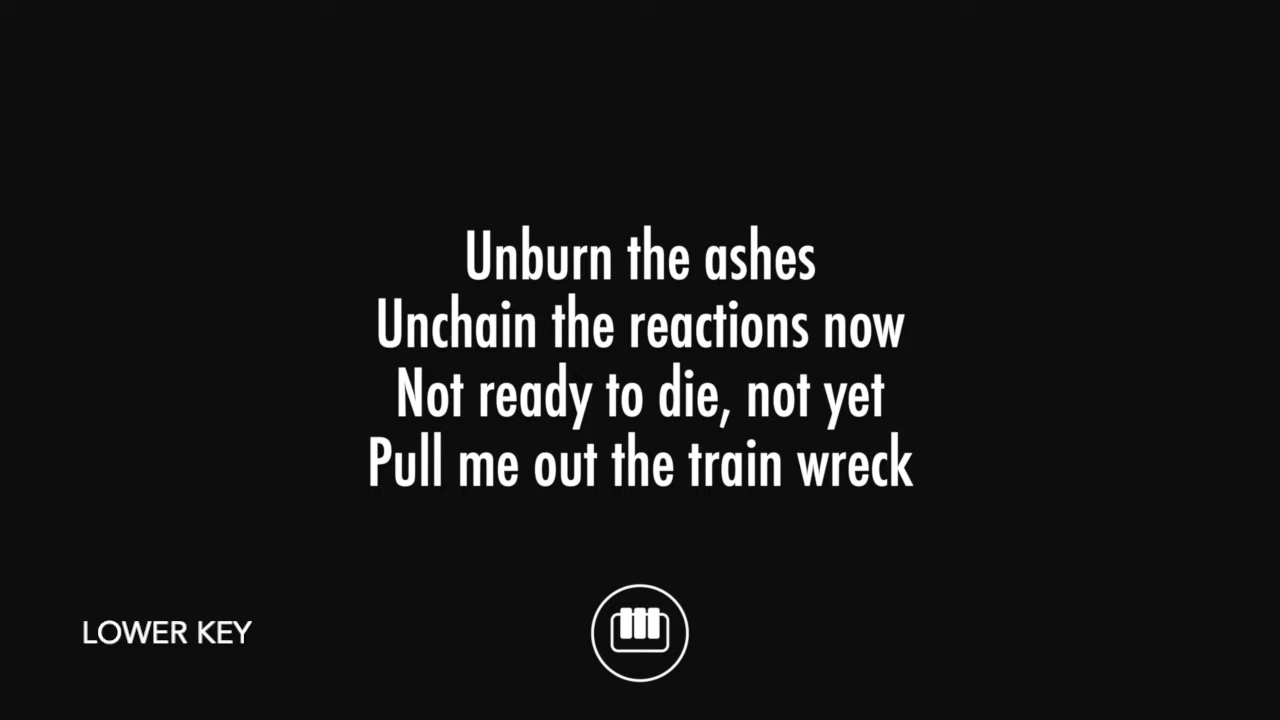 Unburn the ashes
Unchain the reactions now
Not ready to die, not yet
Pull me out the train wreck
LOWER KEY